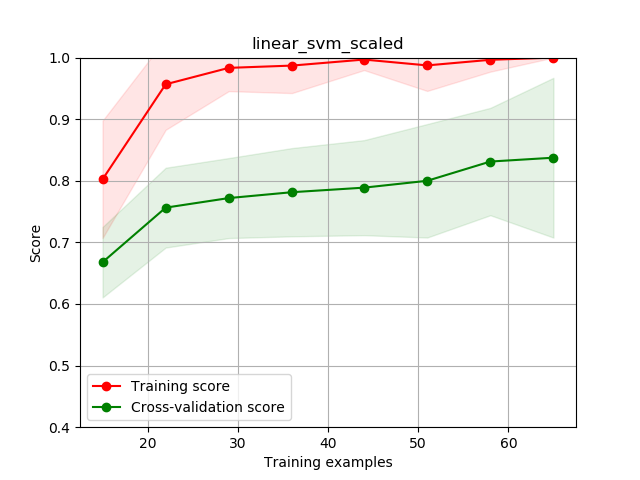 linear_svm_scaled
1.0
0.9
0.8
0.7
0.6
0.5
0.4
Score
Training score
Cross-validation score
20 30 40 50 60
Training examples